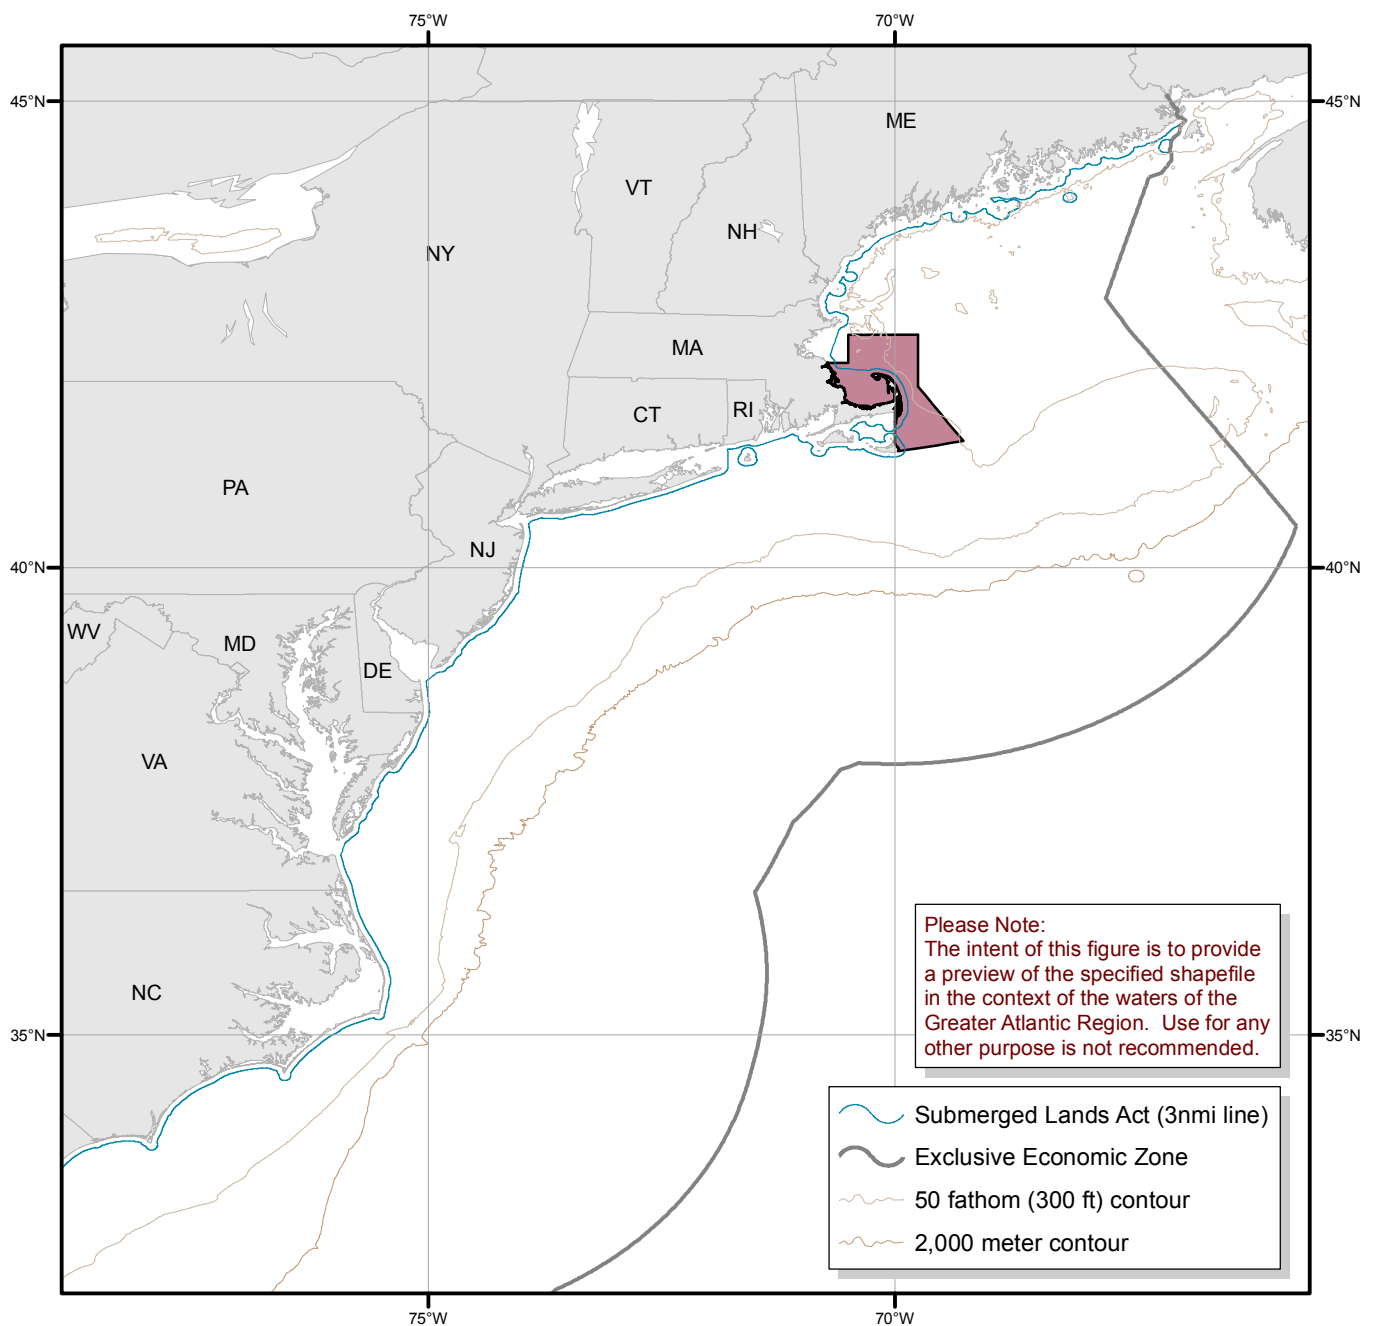 75°W
70°W
45°N
45°N
ME
VT
NH
NY
MA
CT
RI
PA
NJ
40°N
40°N
WV
MD
DE
VA
NC
35°N
35°N
Please Note:
The intent of this figure is to provide
a preview of the specified shapefile
in the context of the waters of the
Greater Atlantic Region.  Use for any
other purpose is not recommended.
Submerged Lands Act (3nmi line)
Exclusive Economic Zone
50 fathom (300 ft) contour
2,000 meter contour
75°W
70°W